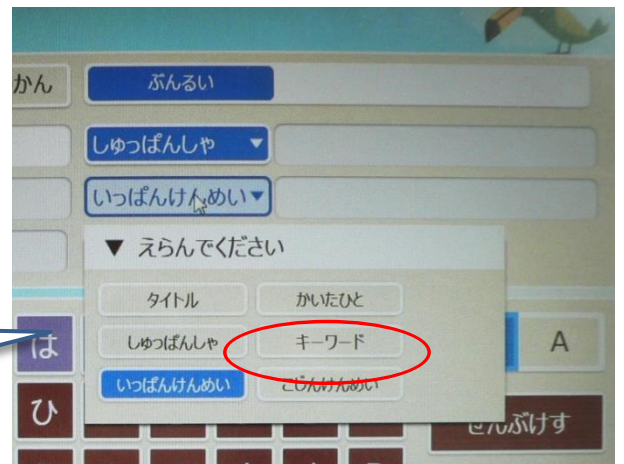 かん ぶんるい
しゅっぱんしゃ ▼
いっぱんけんめい ▼
▼ えらんでください
タイトル かいたひと
しゅっぱんしゃ キーワード
いっぱんけんめい こじんけんめい
は A
ひ ぜんぶけす